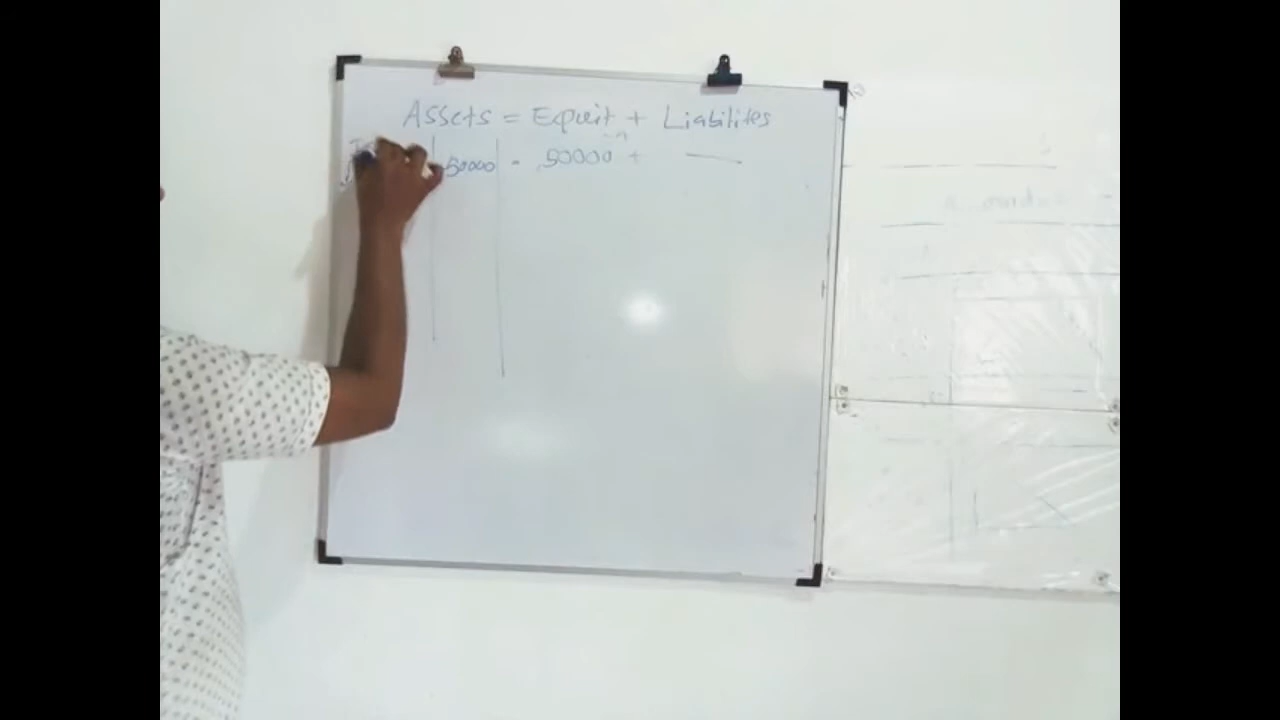 Assets = Equit + Liabilites
50000 = 50000 + —